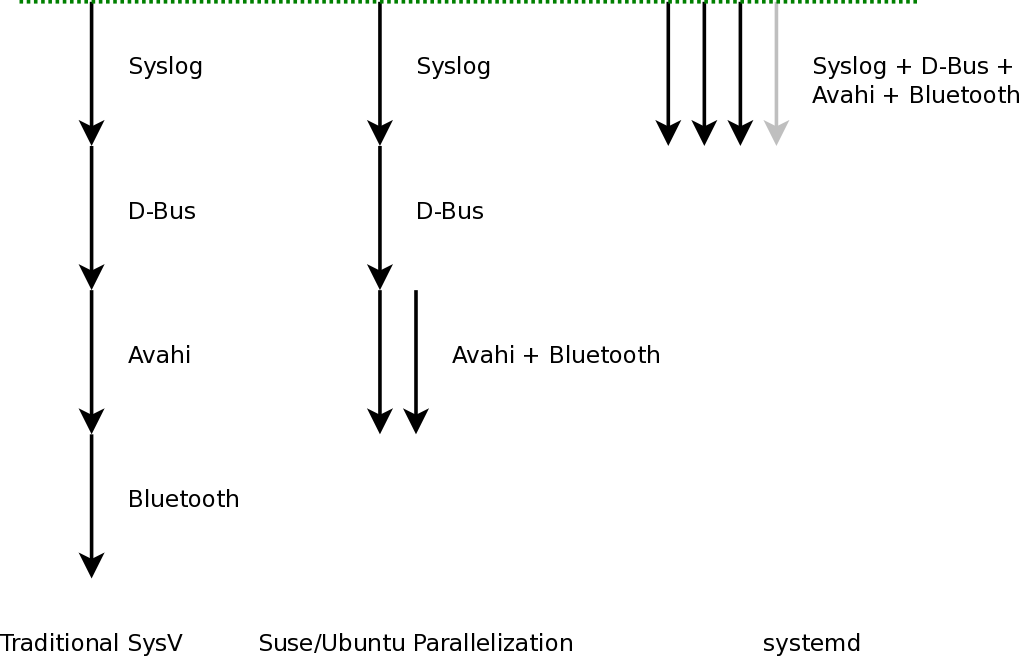 Syslog
Syslog
Syslog + D-Bus +
Avahi + Bluetooth
D-Bus
D-Bus
Avahi
Avahi + Bluetooth
Bluetooth
Traditional SysV
Suse/Ubuntu Parallelization
systemd